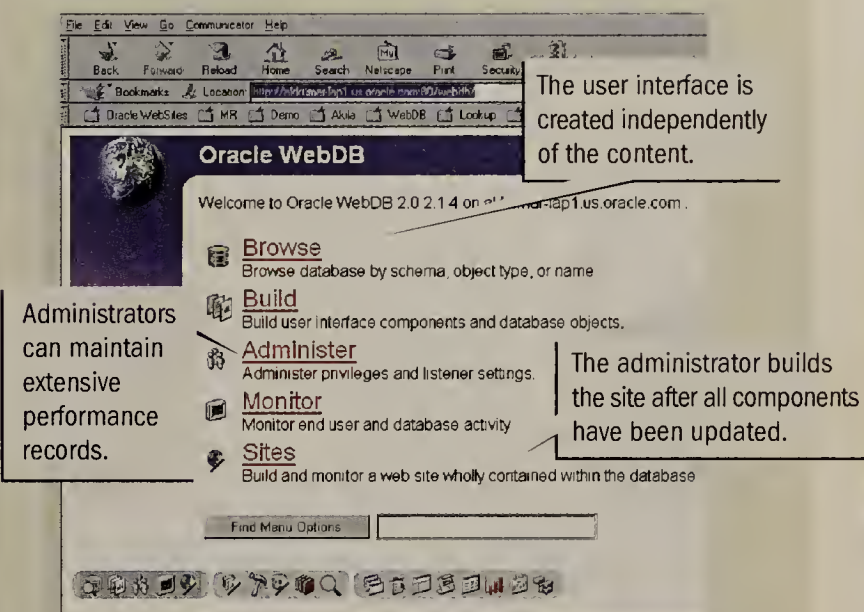 File Edit View Go Communicator Help
Back Forward Reload Home Search Netscape Print Security
Bookmarks Location:
Oracle WebSites MR Demo Akula WebDB Lookup
The user interface is
created independently
of the content.
Oracle WebDB
Welcome to Oracle WebDB 2.0.2.1.4 on
Browse
Browse database by schema, object type, or name
Build
Build user interface components and database objects.
Administrators
can maintain
extensive
performance
records.
Administer
Administer privileges and listener settings.
The administrator builds
the site after all components
have been updated.
Monitor
Monitor end user and database activity
Sites
Build and monitor a web site wholly contained within the database
Find Menu Options